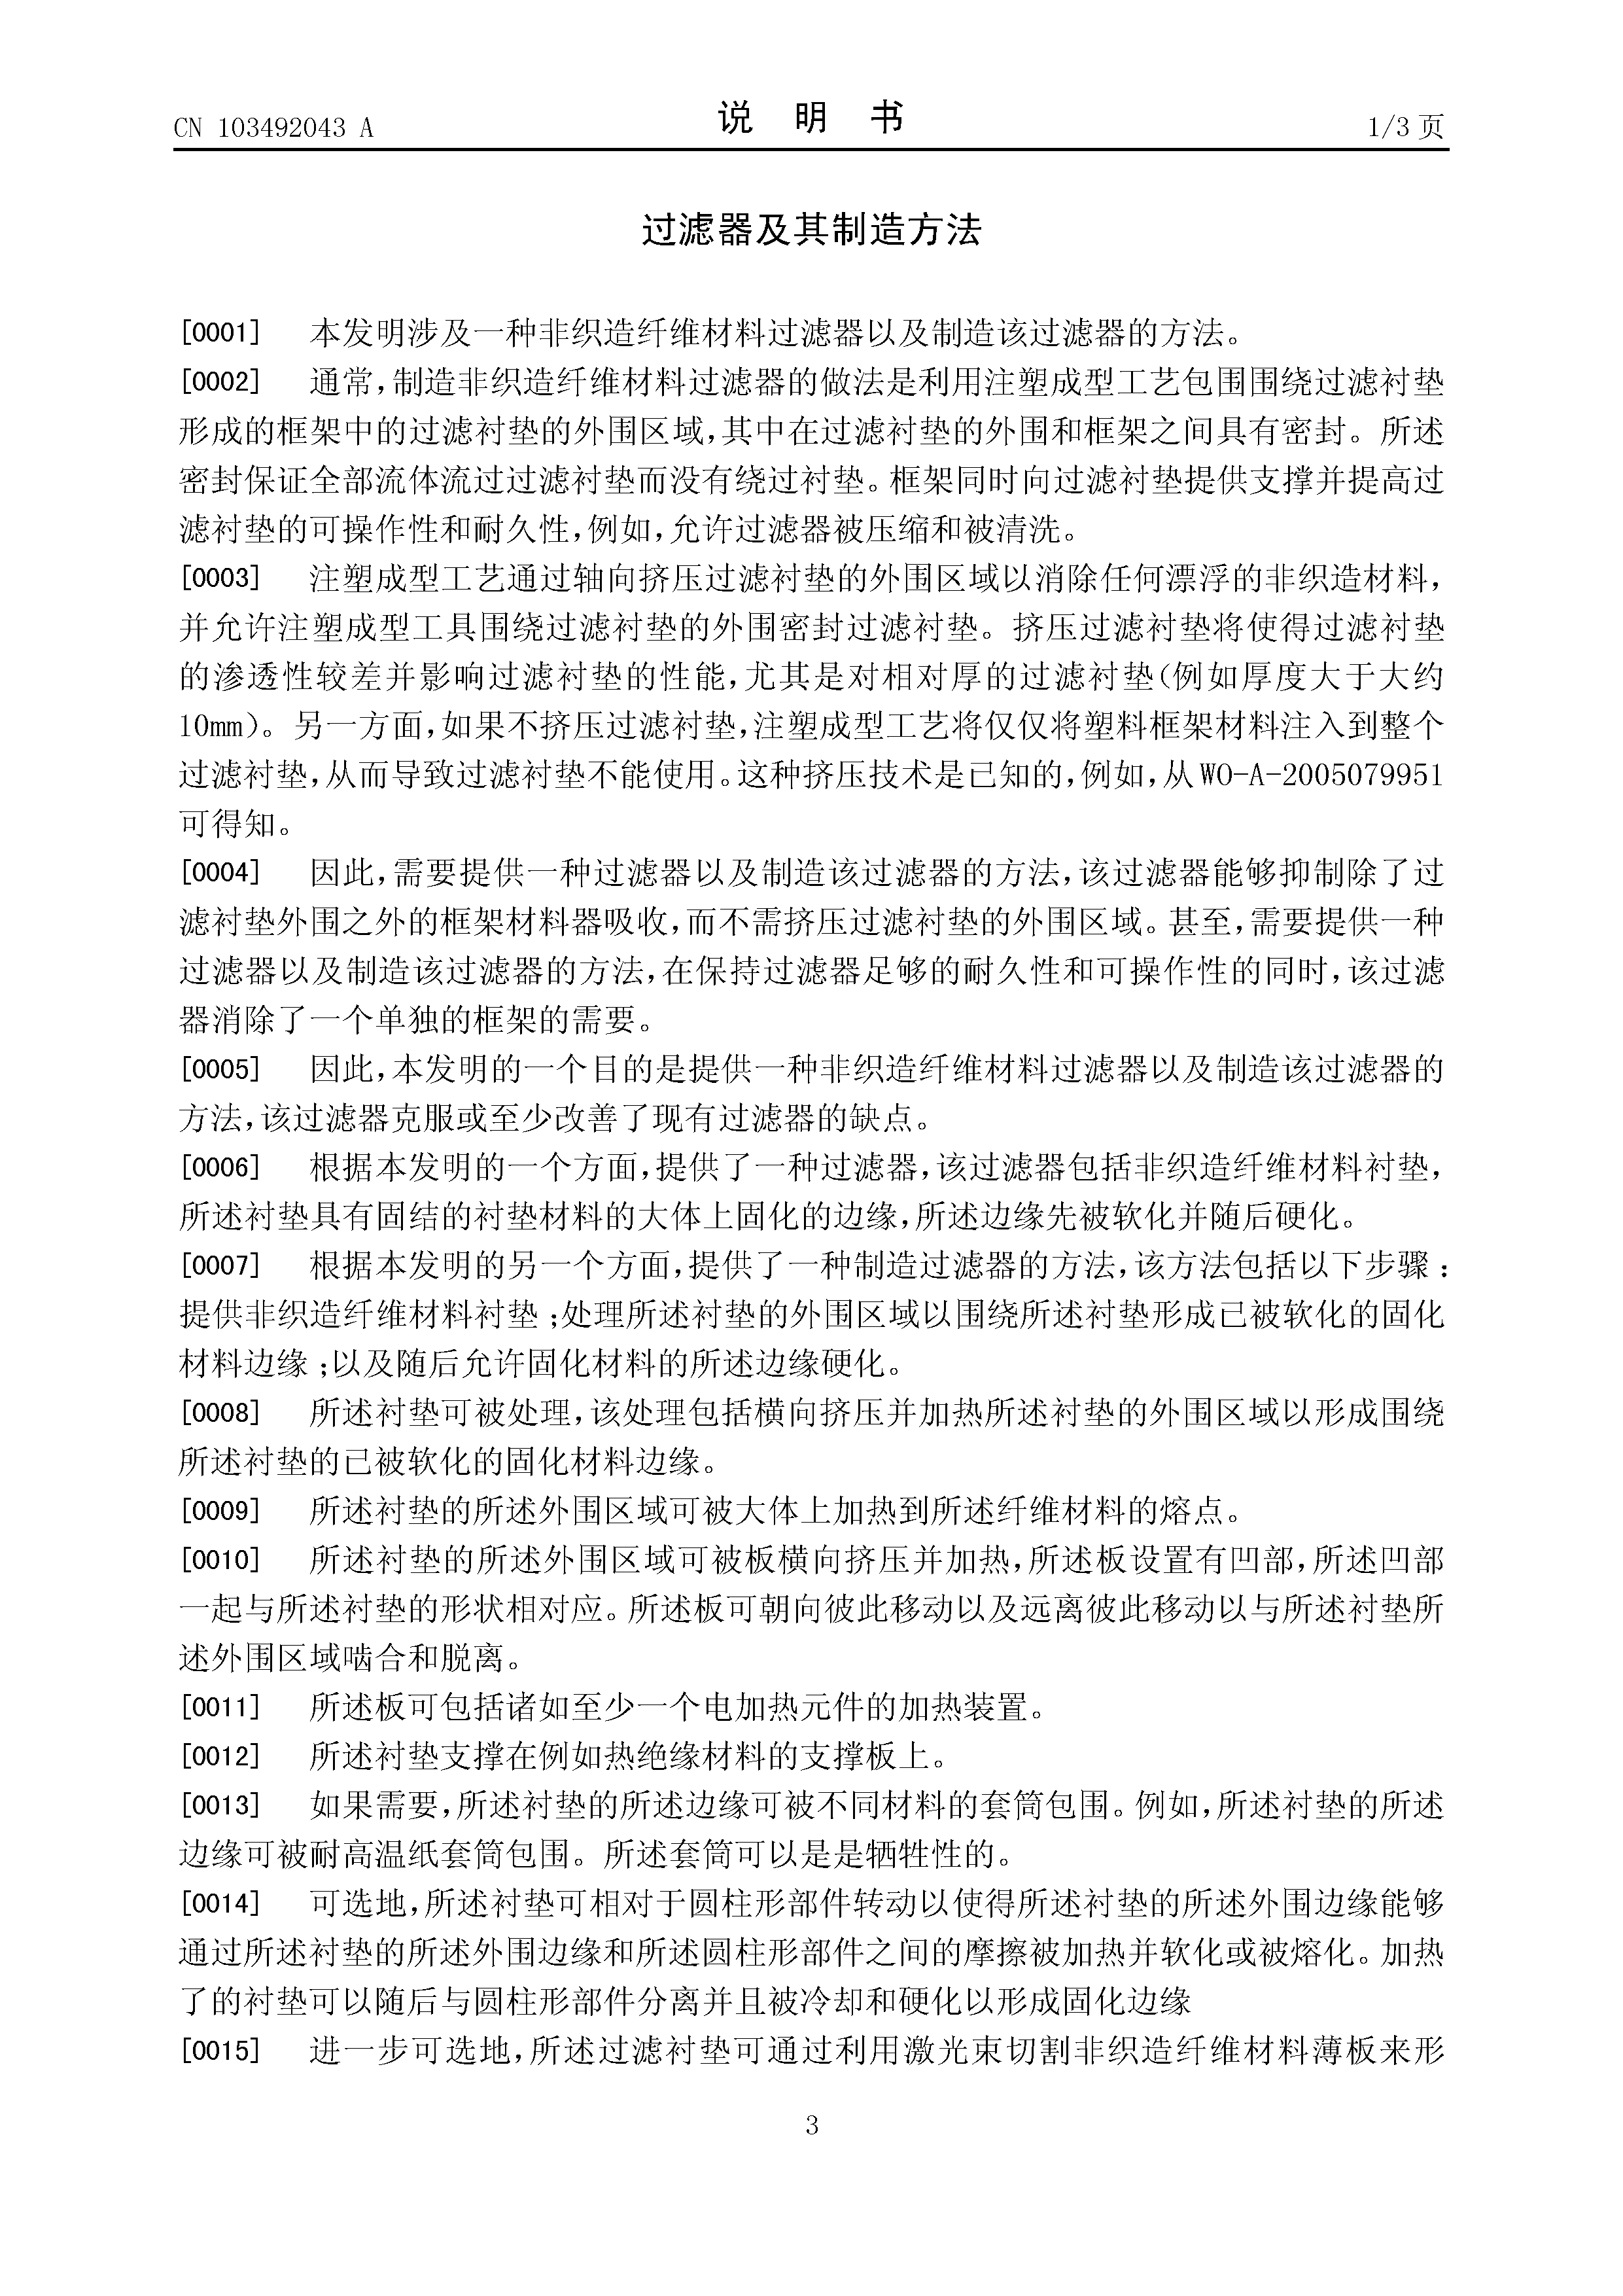 CN 103492043 A
说 明 书
1/3 页
过滤器及其制造方法
[0001] 本发明涉及一种非织造纤维材料过滤器以及制造该过滤器的方法。
[0002] 通常,制造非织造纤维材料过滤器的做法是利用注塑成型工艺包围围绕过滤衬垫
形成的框架中的过滤衬垫的外围区域,其中在过滤衬垫的外围和框架之间具有密封。所述
密封保证全部流体流过过滤衬垫而没有绕过衬垫。框架同时向过滤衬垫提供支撑并提高过
滤衬垫的可操作性和耐久性,例如,允许过滤器被压缩和被清洗。
[0003] 注塑成型工艺通过轴向挤压过滤衬垫的外围区域以消除任何漂浮的非织造材料,
并允许注塑成型工具围绕过滤衬垫的外围密封过滤衬垫。挤压过滤衬垫将使得过滤衬垫
的渗透性较差并影响过滤衬垫的性能,尤其是对相对厚的过滤衬垫(例如厚度大于大约
10mm)。另一方面,如果不挤压过滤衬垫,注塑成型工艺将仅仅将塑料框架材料注入到整个
过滤衬垫,从而导致过滤衬垫不能使用。这种挤压技术是已知的,例如,从WO-A-2005079951
可得知。
[0004] 因此,需要提供一种过滤器以及制造该过滤器的方法,该过滤器能够抑制除了过
滤衬垫外围之外的框架材料器吸收,而不需挤压过滤衬垫的外围区域。甚至,需要提供一种
过滤器以及制造该过滤器的方法,在保持过滤器足够的耐久性和可操作性的同时,该过滤
器消除了一个单独的框架的需要。
[0005] 因此,本发明的一个目的是提供一种非织造纤维材料过滤器以及制造该过滤器的
方法,该过滤器克服或至少改善了现有过滤器的缺点。
[0006] 根据本发明的一个方面,提供了一种过滤器,该过滤器包括非织造纤维材料衬垫,
所述衬垫具有固结的衬垫材料的大体上固化的边缘,所述边缘先被软化并随后硬化。
[0007] 根据本发明的另一个方面,提供了一种制造过滤器的方法,该方法包括以下步骤:
提供非织造纤维材料衬垫;处理所述衬垫的外围区域以围绕所述衬垫形成已被软化的固化
材料边缘;以及随后允许固化材料的所述边缘硬化。
[0008] 所述衬垫可被处理,该处理包括横向挤压并加热所述衬垫的外围区域以形成围绕
所述衬垫的已被软化的固化材料边缘。
[0009] 所述衬垫的所述外围区域可被大体上加热到所述纤维材料的熔点。
[0010] 所述衬垫的所述外围区域可被板横向挤压并加热,所述板设置有凹部,所述凹部
一起与所述衬垫的形状相对应。所述板可朝向彼此移动以及远离彼此移动以与所述衬垫所
述外围区域啮合和脱离。
[0011] 所述板可包括诸如至少一个电加热元件的加热装置。
[0012] 所述衬垫支撑在例如热绝缘材料的支撑板上。
[0013] 如果需要,所述衬垫的所述边缘可被不同材料的套筒包围。例如,所述衬垫的所述
边缘可被耐高温纸套筒包围。所述套筒可以是是牺牲性的。
[0014] 可选地,所述衬垫可相对于圆柱形部件转动以使得所述衬垫的所述外围边缘能够
通过所述衬垫的所述外围边缘和所述圆柱形部件之间的摩擦被加热并软化或被熔化。加热
了的衬垫可以随后与圆柱形部件分离并且被冷却和硬化以形成固化边缘
[0015] 进一步可选地,所述过滤衬垫可通过利用激光束切割非织造纤维材料薄板来形
3